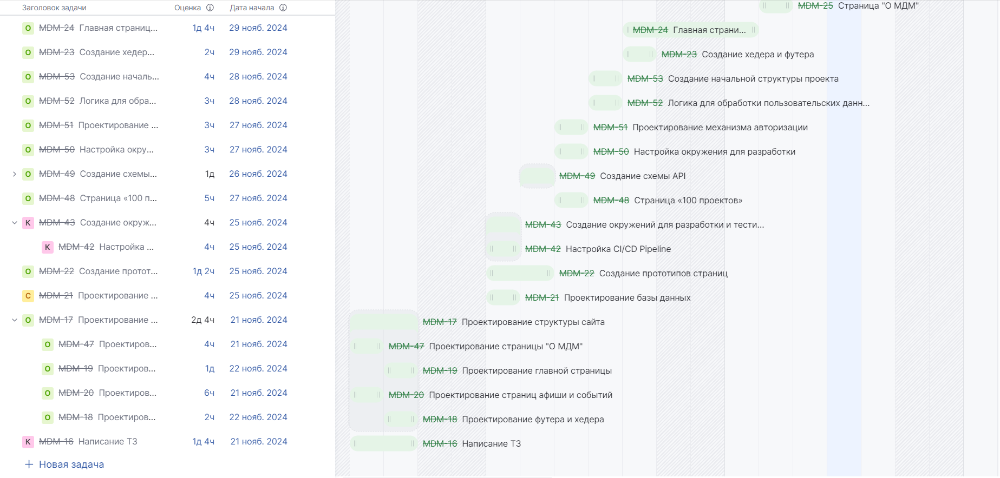 Заголовок задачи Оценка Дата начала
MDM-25 Страница "О МДМ"
О MDM-24 Главная страниц... 1д 4ч 29 нояб. 2024 MDM-24 Главная страни...
О MDM-23 Создание хедер... 2ч 29 нояб. 2024 MDM-23 Создание хедера и футера
О MDM-53 Создание началь... 4ч 28 нояб. 2024 MDM-53 Создание начальной структуры проекта
О MDM-52 Логика для обра... 3ч 28 нояб. 2024 MDM-52 Логика для обработки пользовательских данн...
О MDM-51 Проектирование ... 3ч 27 нояб. 2024 MDM-51 Проектирование механизма авторизации
О MDM-50 Настройка окру... 3ч 27 нояб. 2024 MDM-50 Настройка окружения для разработки
О MDM-49 Создание схемы... 1д 26 нояб. 2024 MDM-49 Создание схемы API
О MDM-48 Страница «100 п... 5ч 27 нояб. 2024 MDM-48 Страница «100 проектов»
К MDM-43 Создание окруж... 4ч 25 нояб. 2024 MDM-43 Создание окружений для разработки и тести...
К MDM-42 Настройка ... 4ч 25 нояб. 2024 MDM-42 Настройка CI/CD Pipeline
О MDM-22 Создание протот... 1д 2ч 25 нояб. 2024 MDM-22 Создание прототипов страниц
С MDM-21 Проектирование ... 4ч 25 нояб. 2024 MDM-21 Проектирование базы данных
О MDM-17 Проектирование ... 2д 4ч 21 нояб. 2024 MDM-17 Проектирование структуры сайта
О MDM-47 Проектиров... 4ч 21 нояб. 2024 MDM-47 Проектирование страницы "О МДМ"
О MDM-19 Проектиров... 1д 22 нояб. 2024 MDM-19 Проектирование главной страницы
О MDM-20 Проектиров... 6ч 21 нояб. 2024 MDM-20 Проектирование страниц афиши и событий
О MDM-18 Проектиров... 2ч 22 нояб. 2024 MDM-18 Проектирование футера и хедера
К MDM-16 Написание ТЗ 1д 4ч 21 нояб. 2024 MDM-16 Написание ТЗ
+ Новая задача